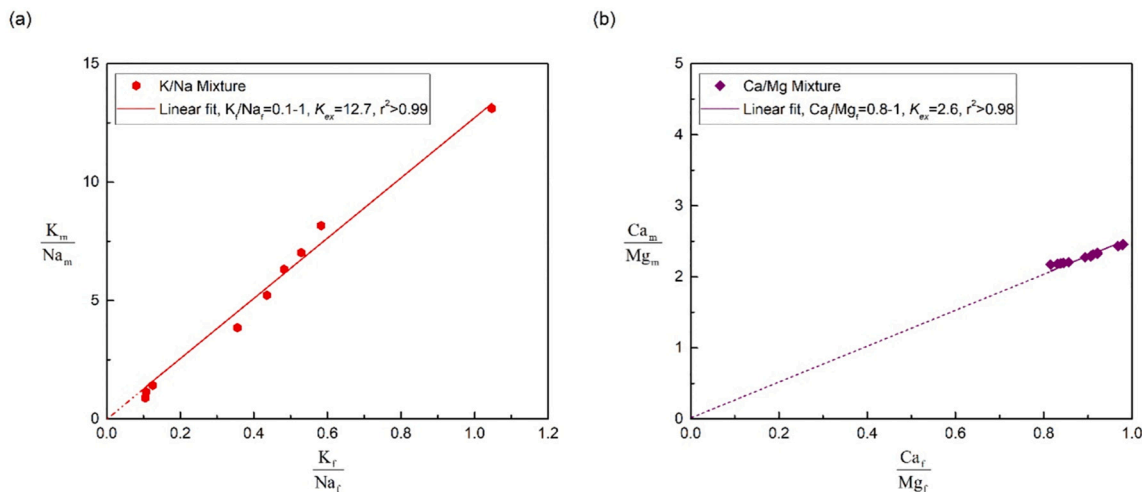 (a)
15
10
5
0
K/Na Mixture
Linear fit, Kf/Naf=0.1-1, Kex=12.7, r²>0.99
Km
Nam
0.0 0.2 0.4 0.6 0.8 1.0 1.2
Kf
Naf
(b)
5
4
3
2
1
0
Ca/Mg Mixture
Linear fit, Caf/Mgf=0.8-1, Kex=2.6, r²>0.98
Cam
Mgm
0.0 0.2 0.4 0.6 0.8 1.0
Caf
Mgf